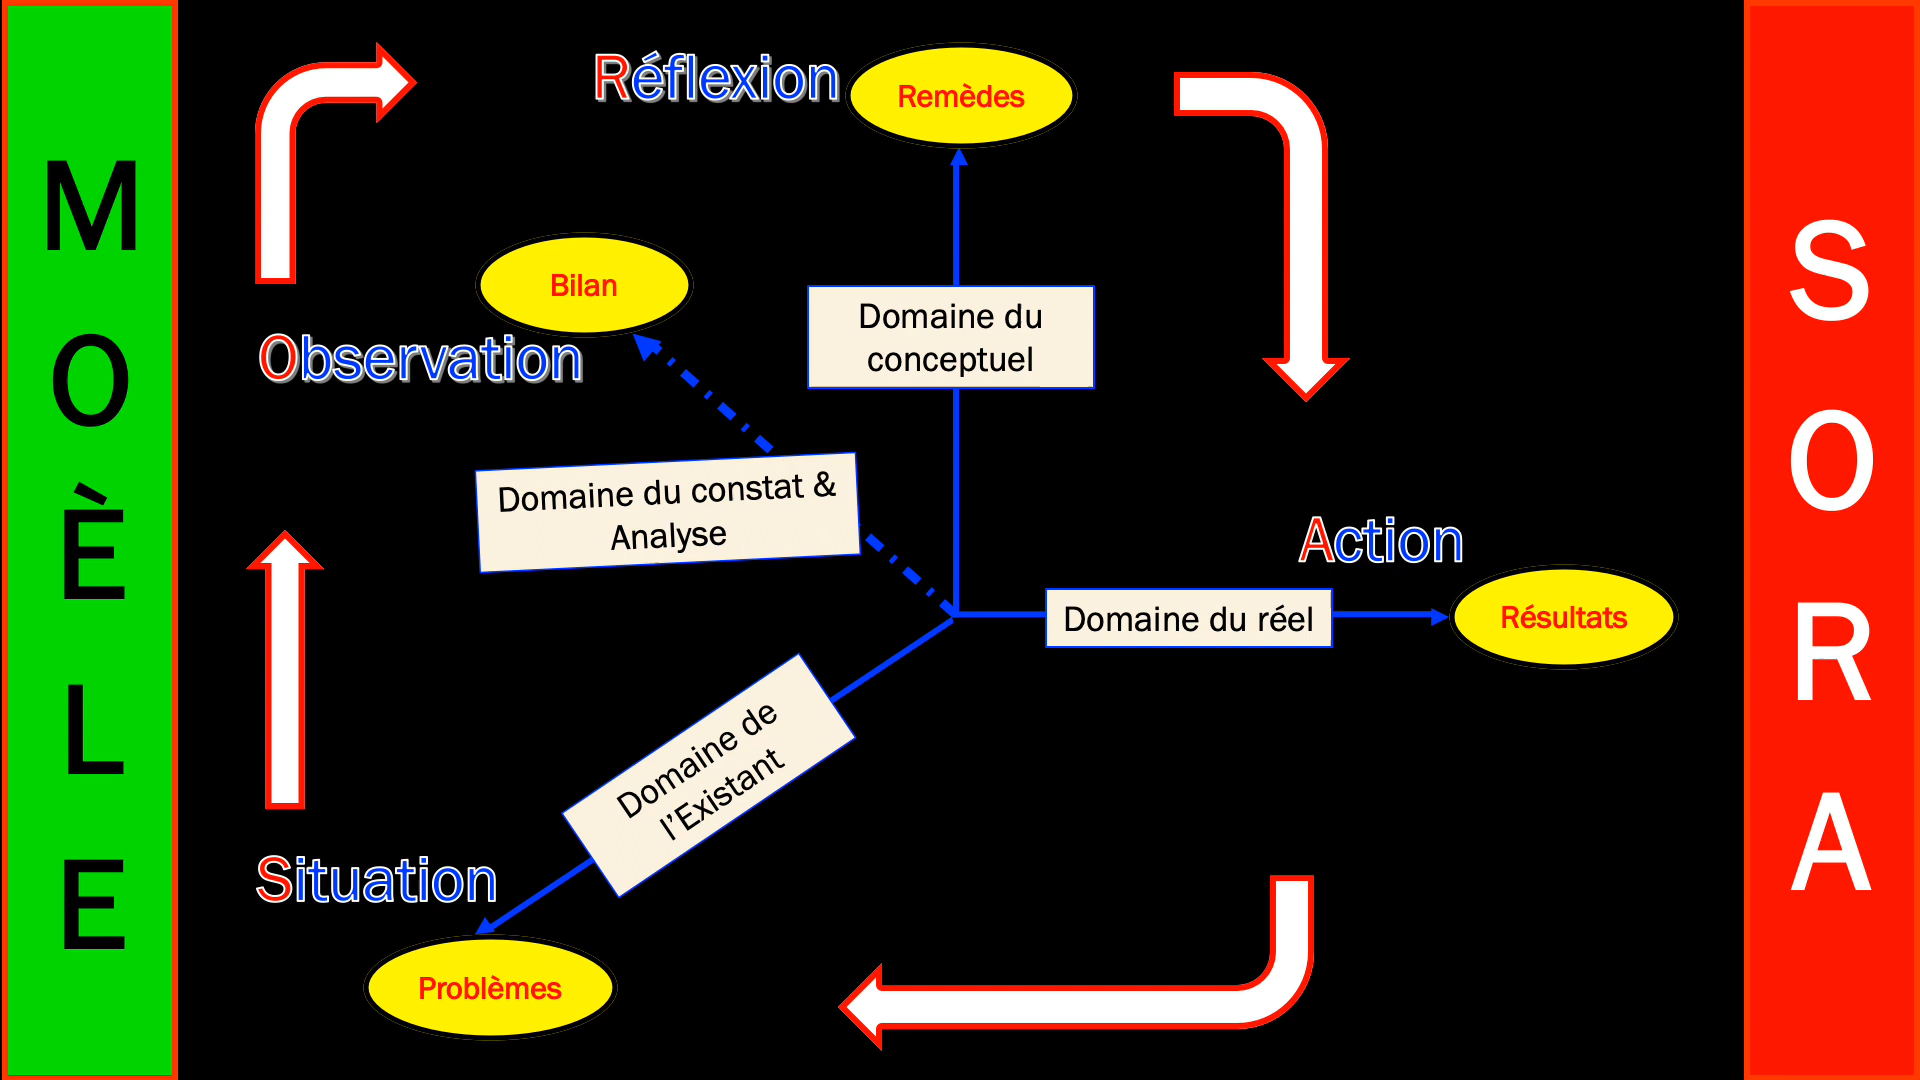 M
O
È
L
E
Réflexion
Remèdes
Bilan
Observation
Domaine du
conceptuel
Domaine du constat &
Analyse
Action
Domaine du réel
Résultats
Domaine de
l’Existant
Situation
Problèmes
S
O
R
A